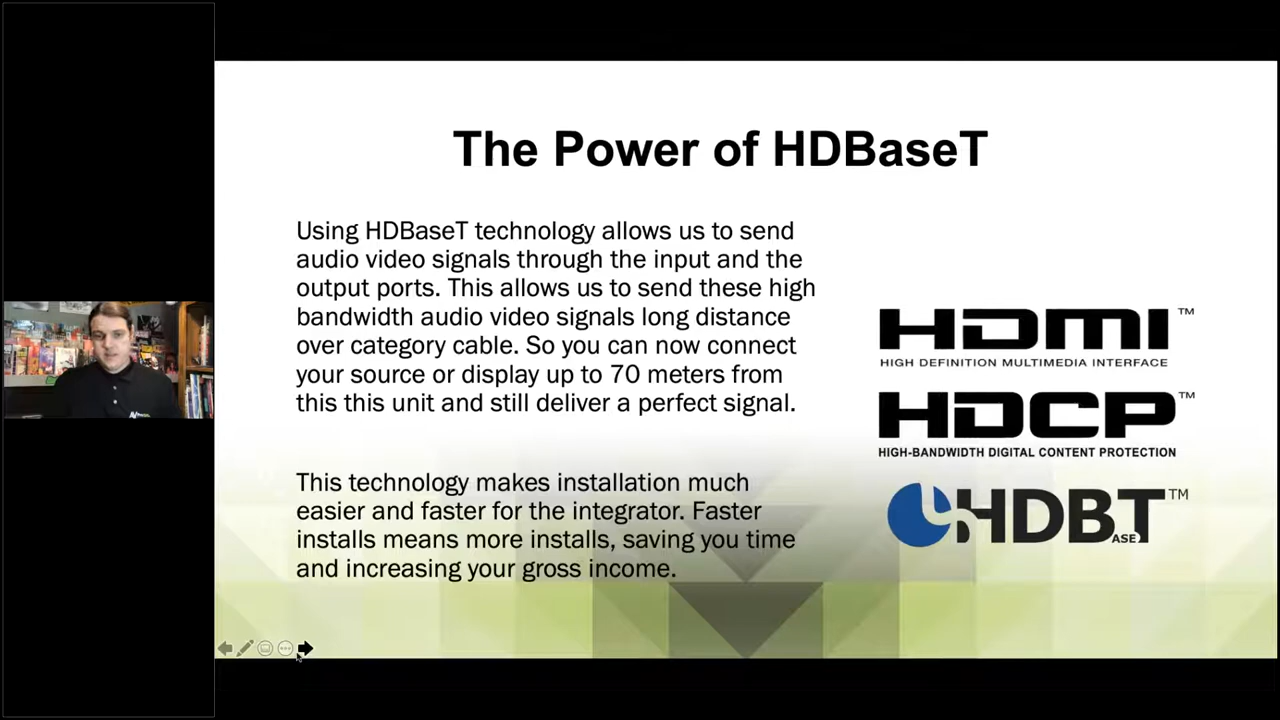 The Power of HDBaseT
Using HDBaseT technology allows us to send
audio video signals through the input and the
output ports. This allows us to send these high
bandwidth audio video signals long distance
over category cable. So you can now connect
your source or display up to 70 meters from
this this unit and still deliver a perfect signal.
This technology makes installation much
easier and faster for the integrator. Faster
installs means more installs, saving you time
and increasing your gross income.
HDMI™
HIGH DEFINITION MULTIMEDIA INTERFACE
HDCP™
HIGH-BANDWIDTH DIGITAL CONTENT PROTECTION
HDBASET™